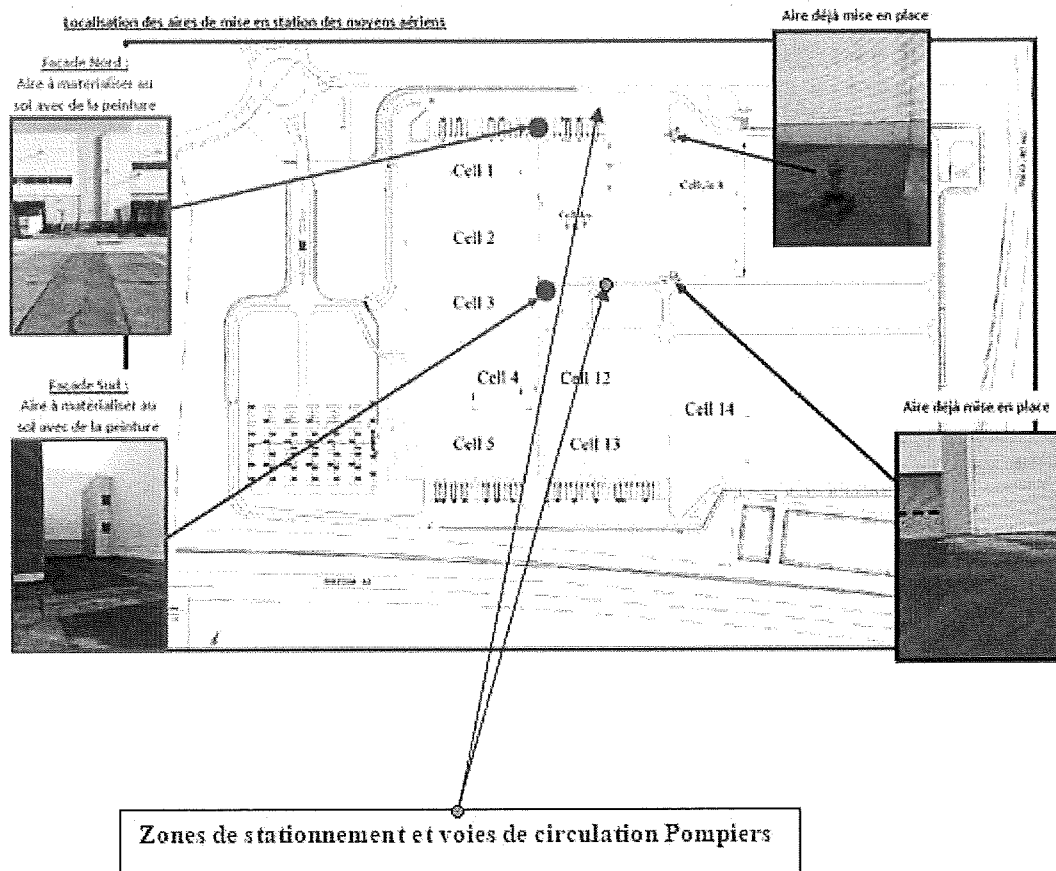 Localisation des aires de mise en station des moyens aériens
Aire déjà mise en place
Façade Nord :
Aire à matérialiser au
sol avec de la peinture
Cell 1
Cell 2
Cell 3
Façade Sud :
Aire à matérialiser au
sol avec de la peinture
Cell 4
Cell 12
Cell 14
Aire déjà mise en place
Cell 5
Cell 13
Zones de stationnement et voies de circulation Pompiers